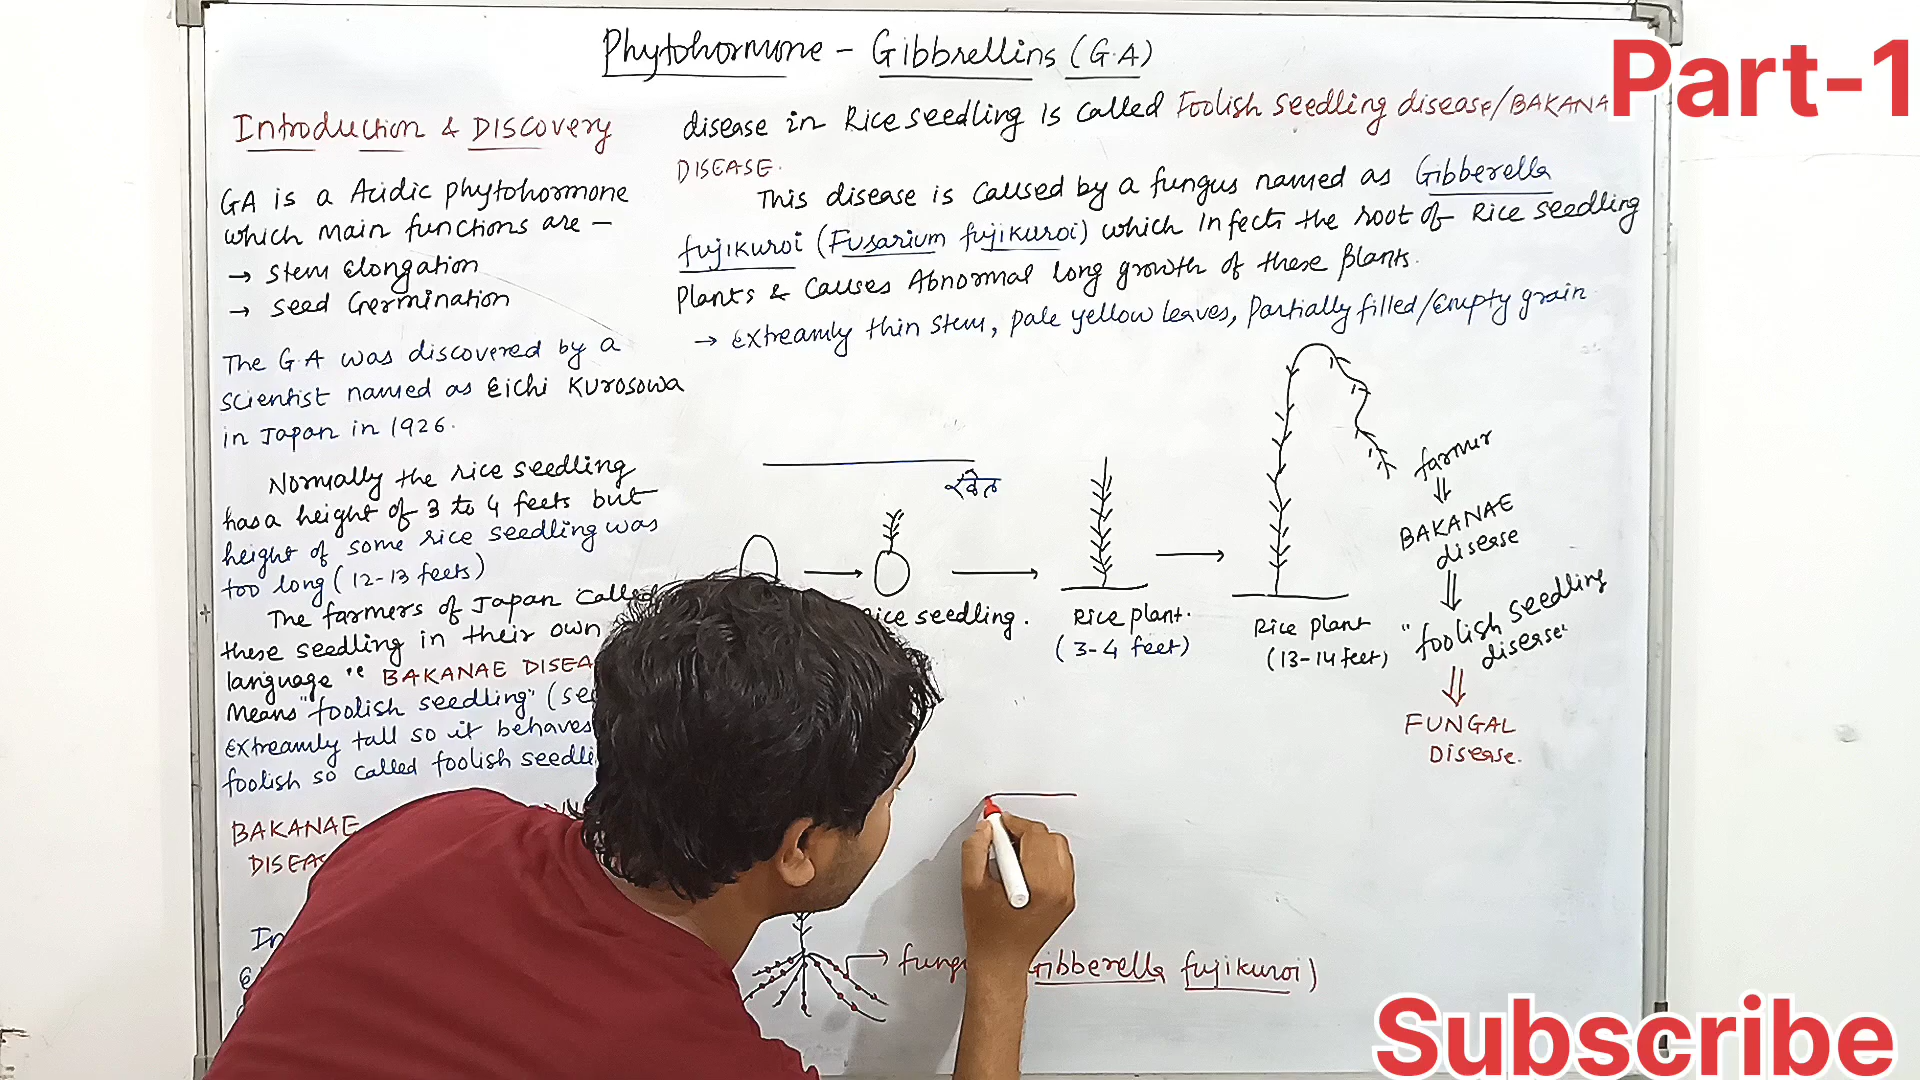 Phytohormone - Gibbrellins (G.A)
Part-1
Introduction & DISCOVERY
GA is a Acidic phytohormone
which main functions are -
→ stem Elongation
→ seed Germination
The G.A was discovered by a
scientist named as Eichi Kurosowa
in Japan in 1926.
Normally the rice seedling
has a height of 3 to 4 feets but
height of some rice seedling was
too long (12-13 feets)
The farmers of Japan called
these seedling in their own
language " BAKANAE DISEA
Means "foolish seedling" (see
extreamly tall so it behaves
foolish so called foolish seedli
BAKANAE
DISEAS
disease in Rice seedling is called Foolish seedling disease/BAKANA
DISEASE.
This disease is caused by a fungus named as Gibberella
fujikuroi (Fusarium fujikuroi) which Infects the root of Rice seedling
Plants & causes Abnormal long growth of these plants.
→ extreamly thin stem, pale yellow leaves, Partially filled/Empty grain
खेत
rice seedling.
Rice plant.
(3-4 feet)
Rice plant
(13-14 feet)
farmer
BAKANAE
disease
"foolish seedling
disease"
FUNGAL
Disease.
Gibberella fujikuroi)
Subscribe